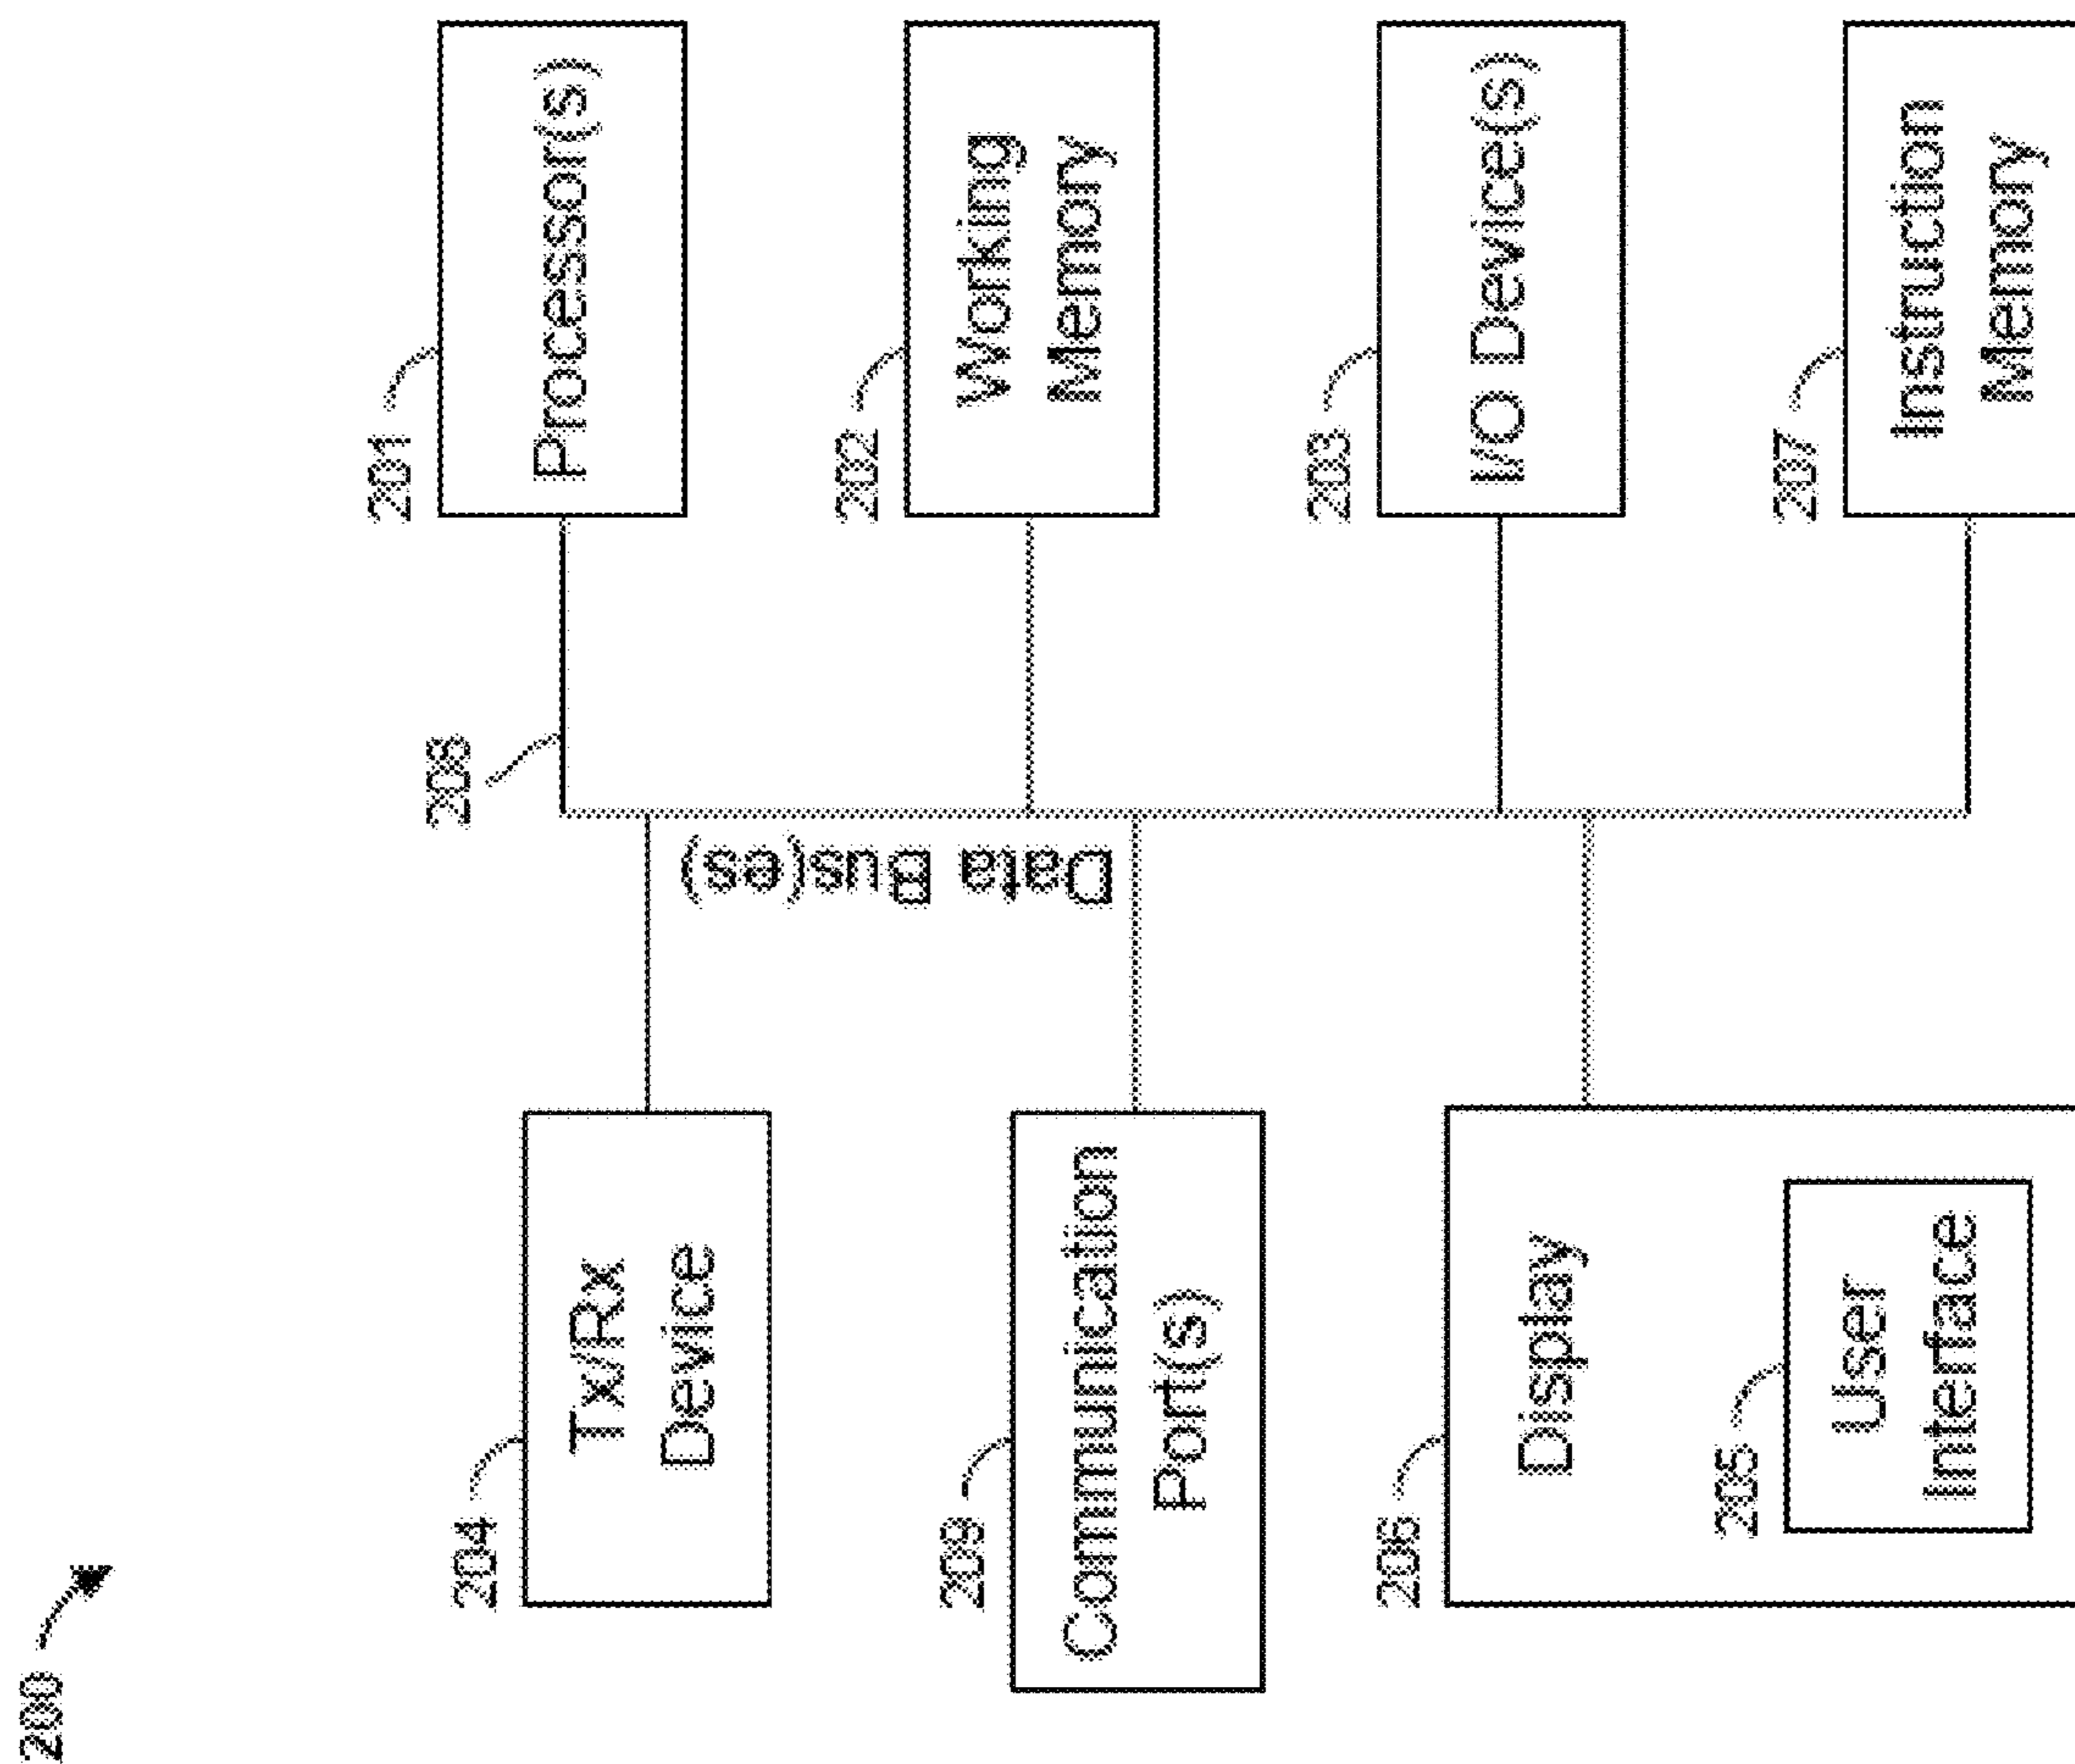 200
204
Tx/Rx
Device
209
Communication
Port(s)
206
Display
205
User
Interface
208
Data Bus(es)
201
Processor(s)
202
Working
Memory
203
I/O Device(s)
207
Instruction
Memory